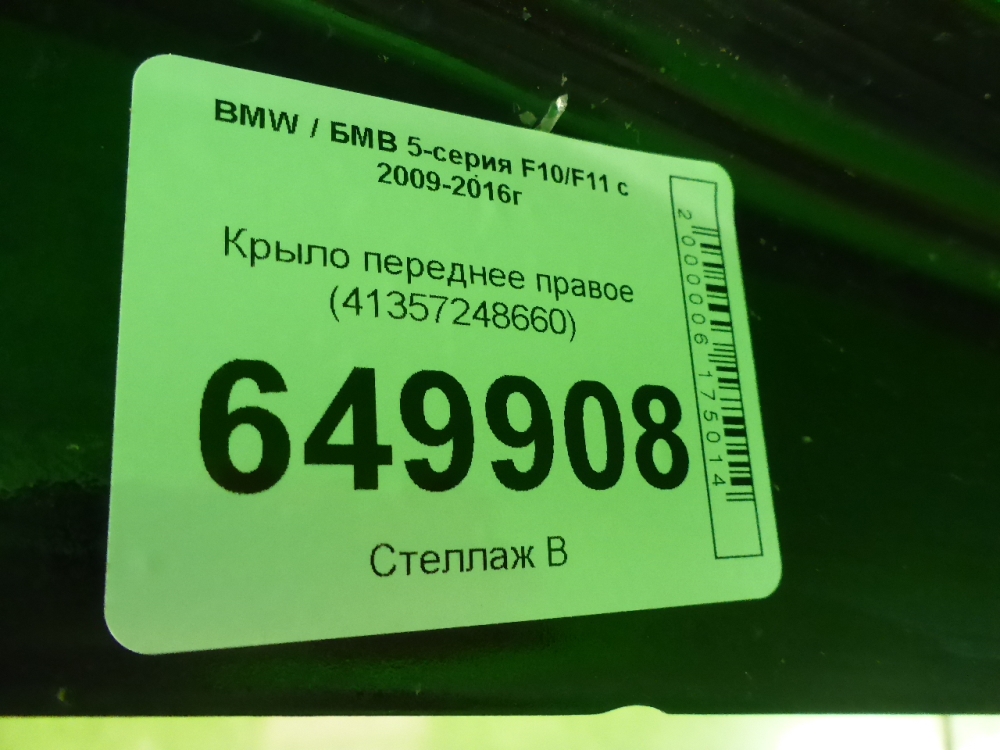 BMW / БМВ 5-серия F10/F11 с
2009-2016г
Крыло переднее правое
(41357248660)
649908
Стеллаж В
2000006175014